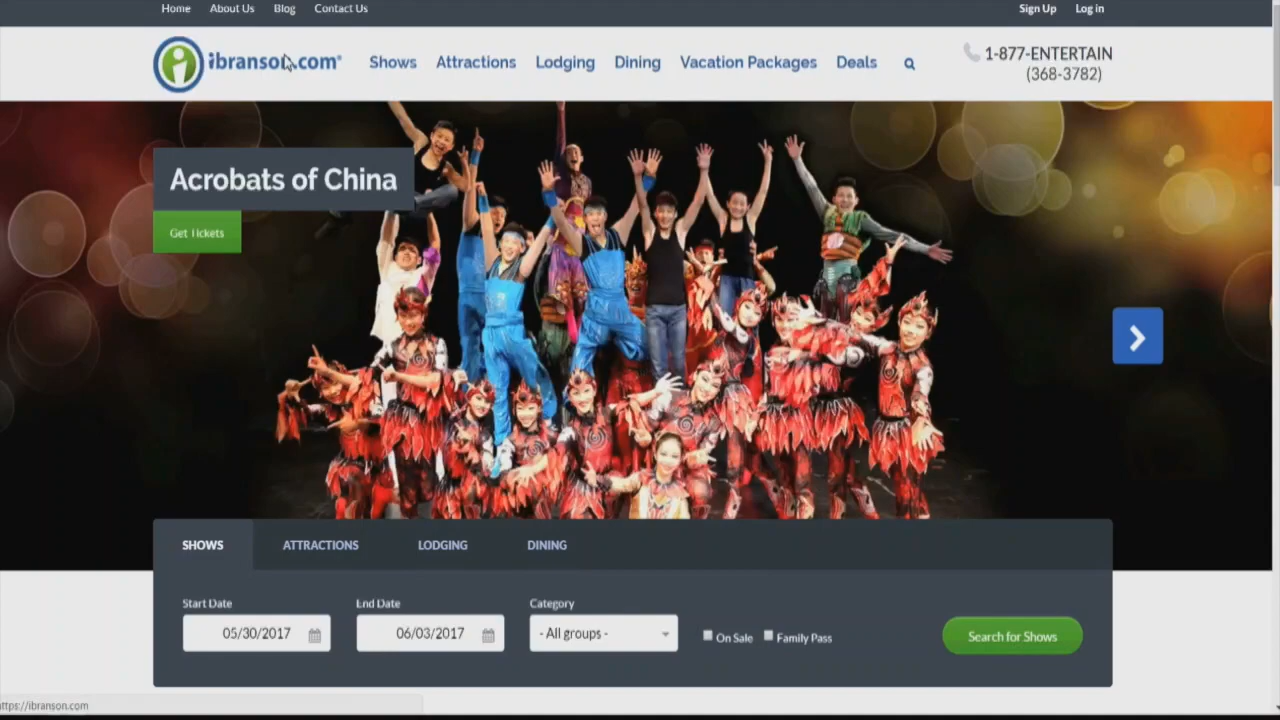 Home About Us Blog Contact Us Sign Up Log in
ibranson.com® Shows Attractions Lodging Dining Vacation Packages Deals 1-877-ENTERTAIN
(368-3782)
Acrobats of China
Get Tickets
SHOWS ATTRACTIONS LODGING DINING
Start Date End Date Category
05/30/2017 06/03/2017 - All groups - On Sale Family Pass Search for Shows
ttps://ibranson.com